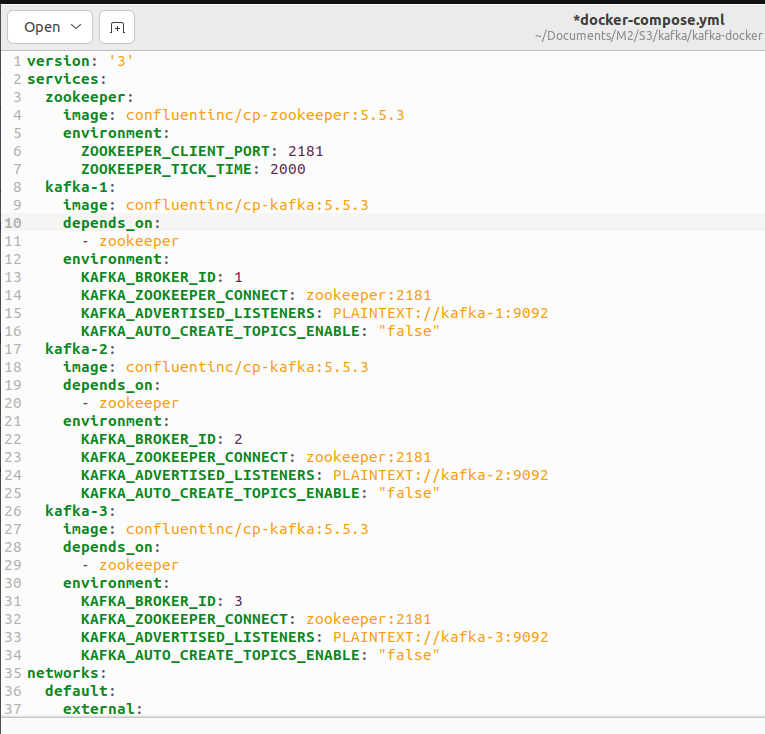 Open
*docker-compose.yml
~/Documents/M2/S3/kafka/kafka-docker
1 version: '3'
2 services:
3   zookeeper:
4     image: confluentinc/cp-zookeeper:5.5.3
5     environment:
6       ZOOKEEPER_CLIENT_PORT: 2181
7       ZOOKEEPER_TICK_TIME: 2000
8   kafka-1:
9     image: confluentinc/cp-kafka:5.5.3
10     depends_on:
11       - zookeeper
12     environment:
13       KAFKA_BROKER_ID: 1
14       KAFKA_ZOOKEEPER_CONNECT: zookeeper:2181
15       KAFKA_ADVERTISED_LISTENERS: PLAINTEXT://kafka-1:9092
16       KAFKA_AUTO_CREATE_TOPICS_ENABLE: "false"
17   kafka-2:
18     image: confluentinc/cp-kafka:5.5.3
19     depends_on:
20       - zookeeper
21     environment:
22       KAFKA_BROKER_ID: 2
23       KAFKA_ZOOKEEPER_CONNECT: zookeeper:2181
24       KAFKA_ADVERTISED_LISTENERS: PLAINTEXT://kafka-2:9092
25       KAFKA_AUTO_CREATE_TOPICS_ENABLE: "false"
26   kafka-3:
27     image: confluentinc/cp-kafka:5.5.3
28     depends_on:
29       - zookeeper
30     environment:
31       KAFKA_BROKER_ID: 3
32       KAFKA_ZOOKEEPER_CONNECT: zookeeper:2181
33       KAFKA_ADVERTISED_LISTENERS: PLAINTEXT://kafka-3:9092
34       KAFKA_AUTO_CREATE_TOPICS_ENABLE: "false"
35 networks:
36   default:
37     external: